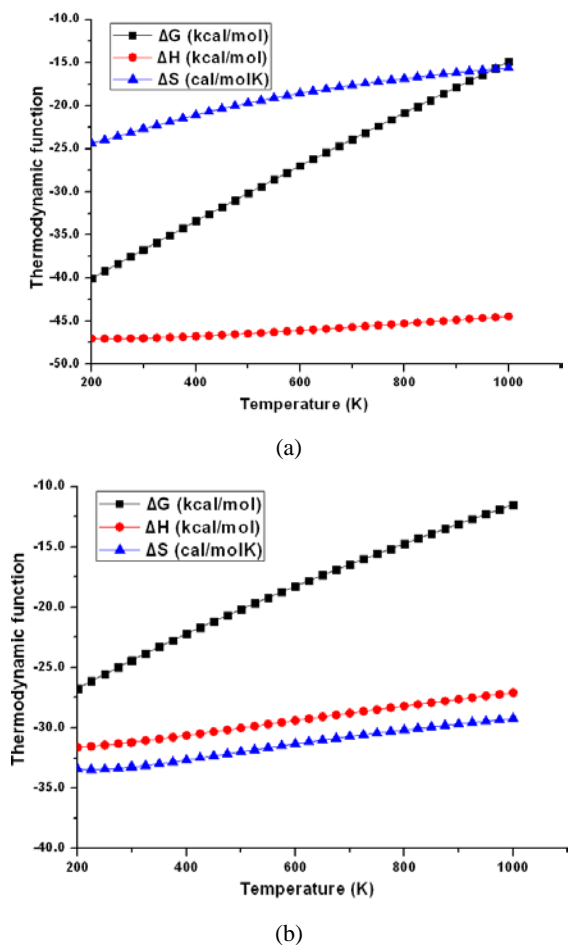 -10.0
ΔG (kcal/mol)
ΔH (kcal/mol)
ΔS (cal/molK)
-15.0
-20.0
-25.0
-30.0
-35.0
-40.0
-45.0
-50.0
Thermodynamic function
200 400 600 800 1000
Temperature (K)
(a)
-10.0
ΔG (kcal/mol)
ΔH (kcal/mol)
ΔS (cal/molK)
-15.0
-20.0
-25.0
-30.0
-35.0
-40.0
Thermodynamic function
200 400 600 800 1000
Temperature (K)
(b)